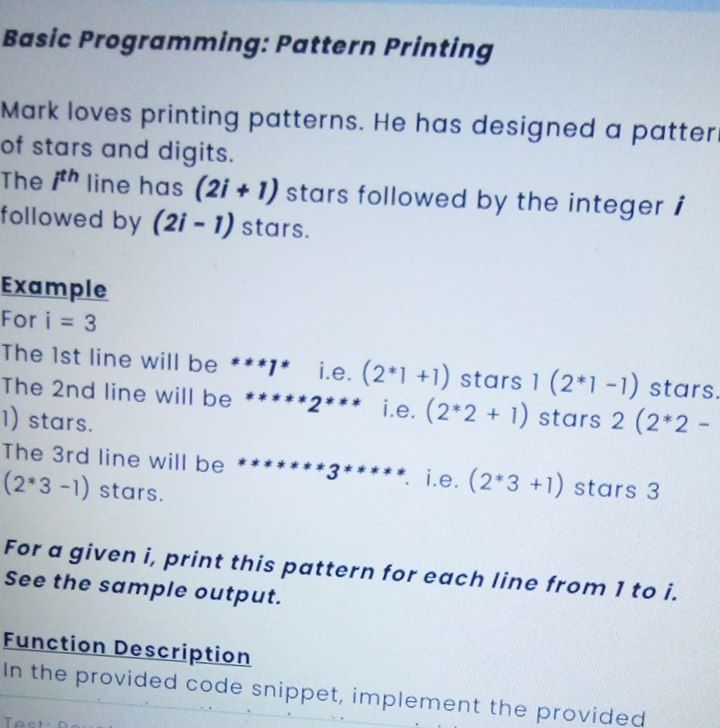 Basic Programming: Pattern Printing
Mark loves printing patterns. He has designed a patter
of stars and digits.
The ith line has (2i + 1) stars followed by the integer i
followed by (2i - 1) stars.
Example
For i = 3
The 1st line will be ***1* i.e. (2*1 +1) stars 1 (2*1 -1) stars.
The 2nd line will be *****2*** i.e. (2*2 + 1) stars 2 (2*2 -
1) stars.
The 3rd line will be *******3*****. i.e. (2*3 +1) stars 3
(2*3 -1) stars.
For a given i, print this pattern for each line from 1 to i.
See the sample output.
Function Description
In the provided code snippet, implement the provided
Test: